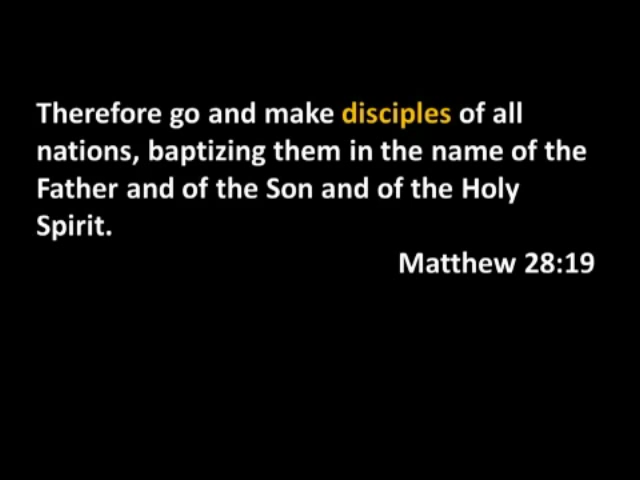 Therefore go and make disciples of all
nations, baptizing them in the name of the
Father and of the Son and of the Holy
Spirit.
Matthew 28:19